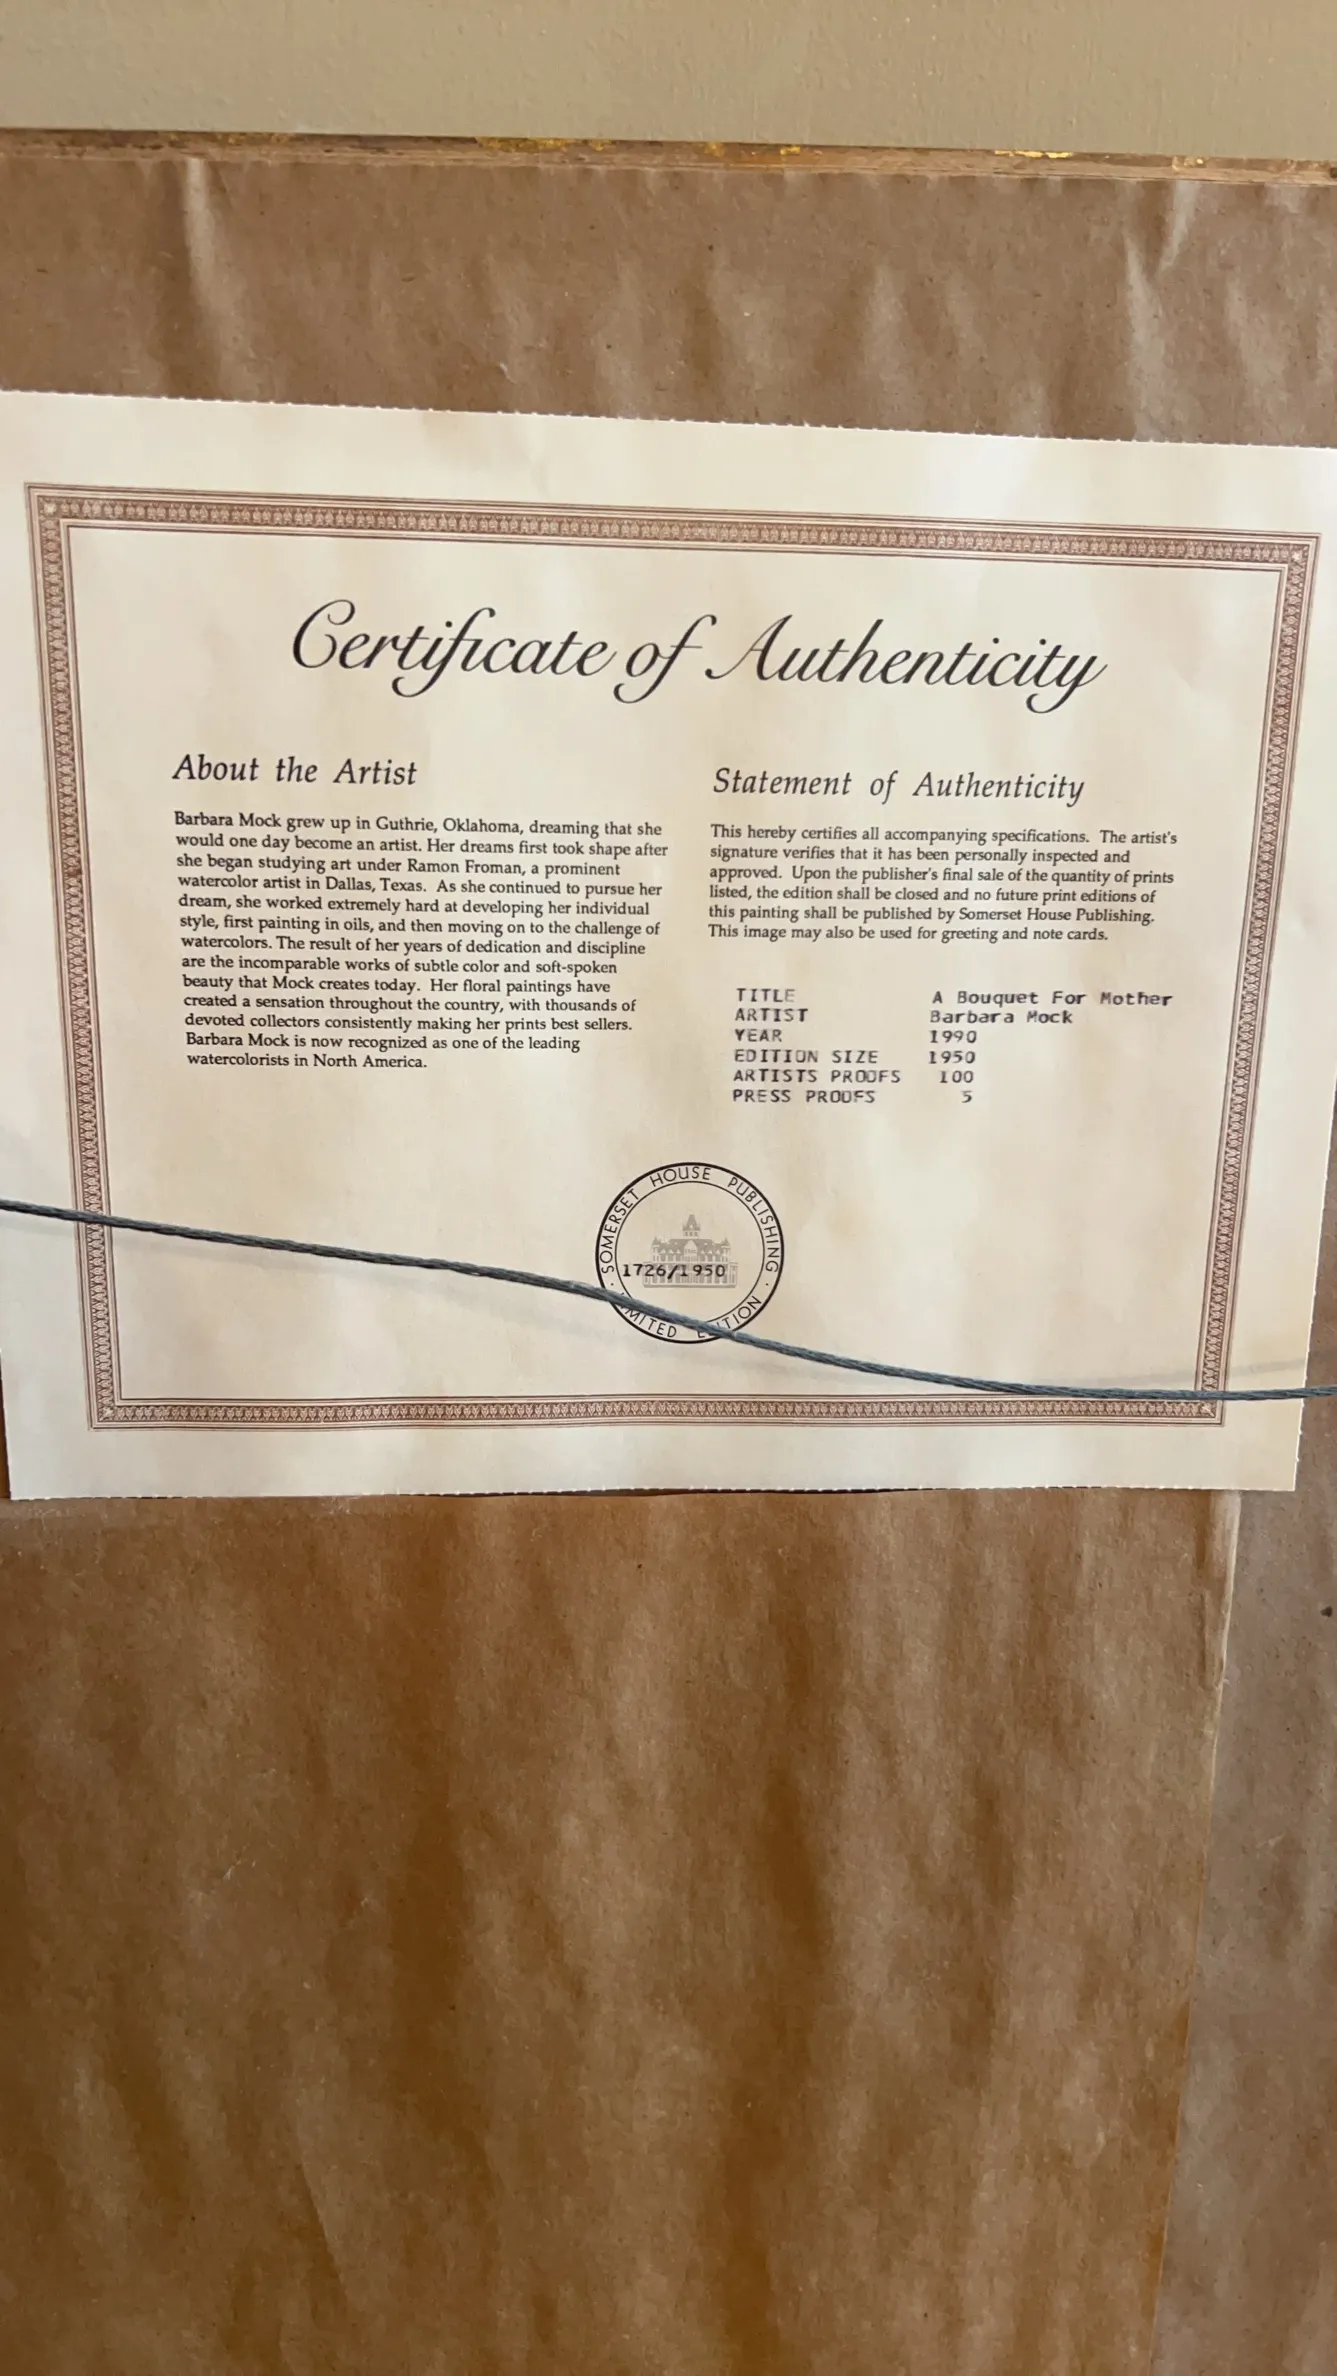 Certificate of Authenticity
About the Artist
Barbara Mock grew up in Guthrie, Oklahoma, dreaming that she
would one day become an artist. Her dreams first took shape after
she began studying art under Ramon Froman, a prominent
watercolor artist in Dallas, Texas. As she continued to pursue her
dream, she worked extremely hard at developing her individual
style, first painting in oils, and then moving on to the challenge of
watercolors. The result of her years of dedication and discipline
are the incomparable works of subtle color and soft-spoken
beauty that Mock creates today. Her floral paintings have
created a sensation throughout the country, with thousands of
devoted collectors consistently making her prints best sellers.
Barbara Mock is now recognized as one of the leading
watercolorists in North America.
Statement of Authenticity
This hereby certifies all accompanying specifications. The artist's
signature verifies that it has been personally inspected and
approved. Upon the publisher's final sale of the quantity of prints
listed, the edition shall be closed and no future print editions of
this painting shall be published by Somerset House Publishing.
This image may also be used for greeting and note cards.
TITLE A Bouquet For Mother
ARTIST Barbara Mock
YEAR 1990
EDITION SIZE 1950
ARTISTS PROOFS 100
PRESS PROOFS 5
SOMERSET HOUSE PUBLISHING
1726/1950
LIMITED EDITION